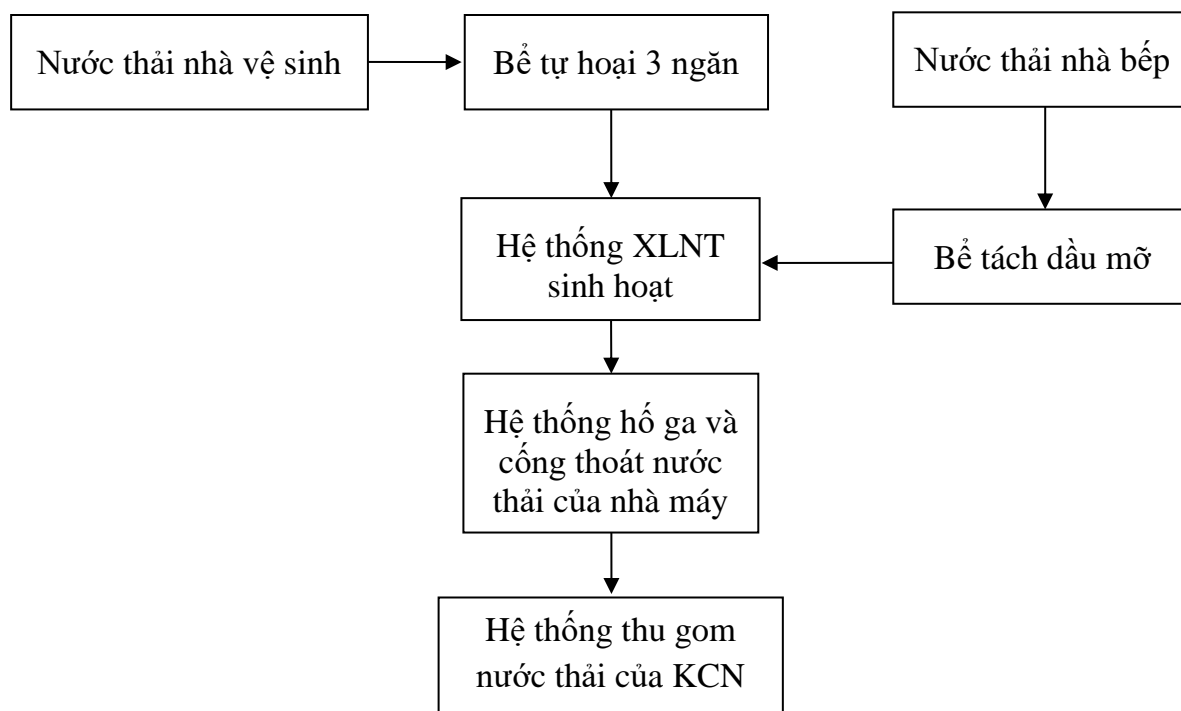 Nước thải nhà vệ sinh
Bể tự hoại 3 ngăn
Nước thải nhà bếp
Hệ thống XLNT
sinh hoạt
Bể tách dầu mỡ
Hệ thống hố ga và
cống thoát nước
thải của nhà máy
Hệ thống thu gom
nước thải của KCN